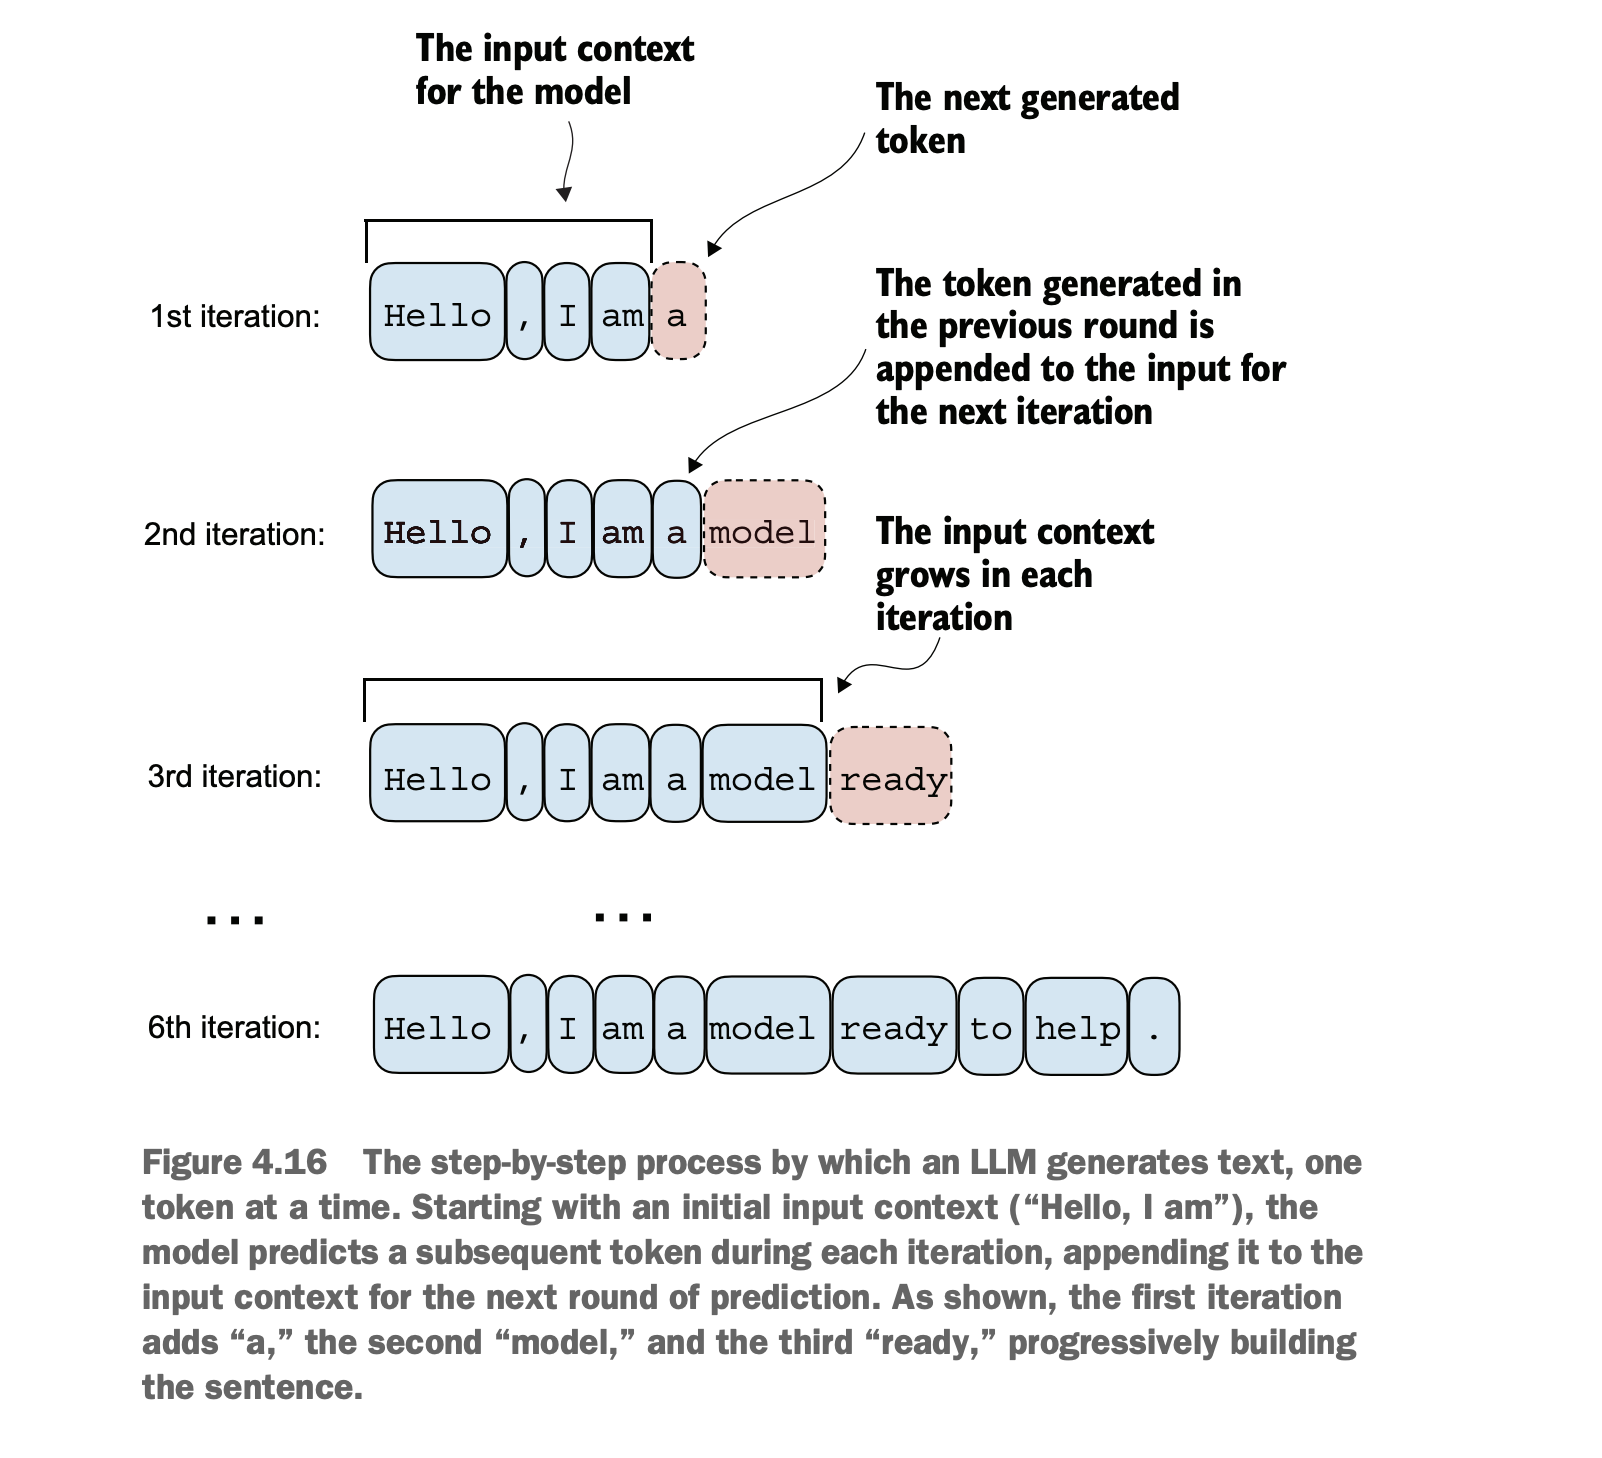 The input context
for the model
The next generated
token
1st iteration:
Hello , I am a
The token generated in
the previous round is
appended to the input for
the next iteration
2nd iteration:
Hello , I am a model
The input context
grows in each
iteration
3rd iteration:
Hello , I am a model ready
... ...
6th iteration:
Hello , I am a model ready to help .
Figure 4.16 The step-by-step process by which an LLM generates text, one
token at a time. Starting with an initial input context (“Hello, I am”), the
model predicts a subsequent token during each iteration, appending it to the
input context for the next round of prediction. As shown, the first iteration
adds “a,” the second “model,” and the third “ready,” progressively building
the sentence.